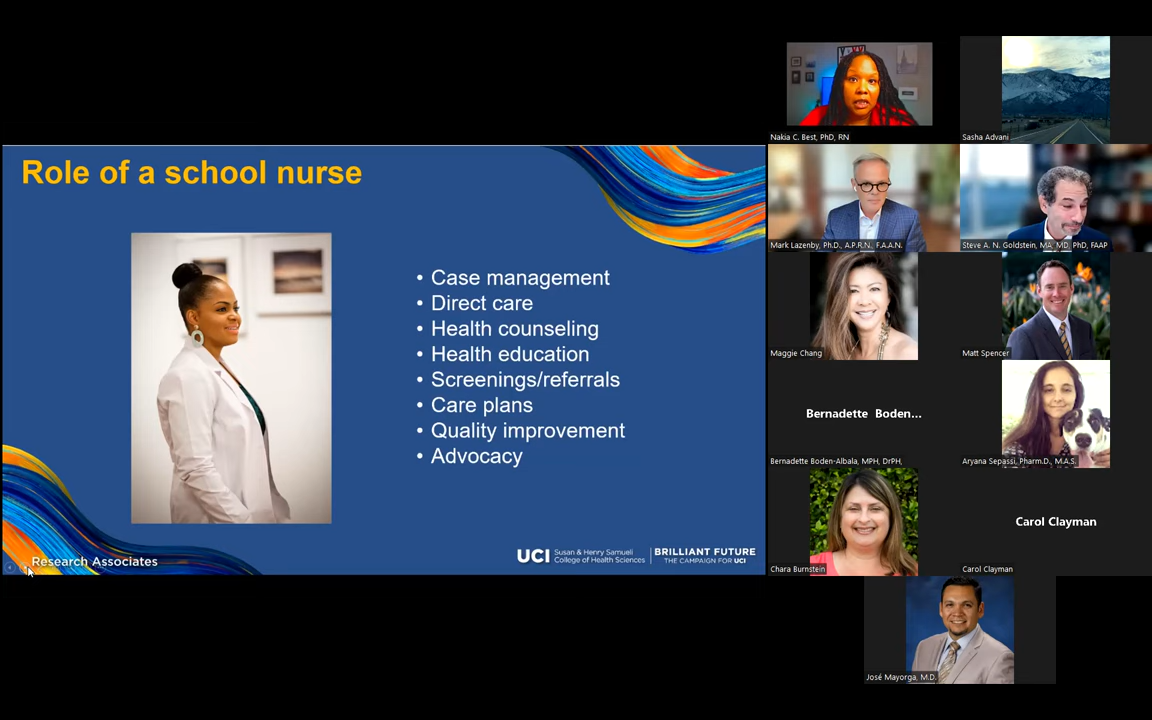 Role of a school nurse
• Case management
• Direct care
• Health counseling
• Health education
• Screenings/referrals
• Care plans
• Quality improvement
• Advocacy
Research Associates
UCI
Susan & Henry Samueli
College of Health Sciences
BRILLIANT FUTURE
THE CAMPAIGN FOR UCI
Nakia C. Best, PhD, RN
Sasha Advani
Mark Lazenby, Ph.D., A.P.R.N., F.A.A.N.
Steve A. N. Goldstein, MA, MD, PhD, FAAP
Maggie Chang
Matt Spencer
Bernadette Boden...
Bernadette Boden-Albala, MPH, DrPH,
Aryana Sepassi, Pharm.D., M.A.S.
Chara Burnstein
Carol Clayman
Carol Clayman
José Mayorga, M.D.